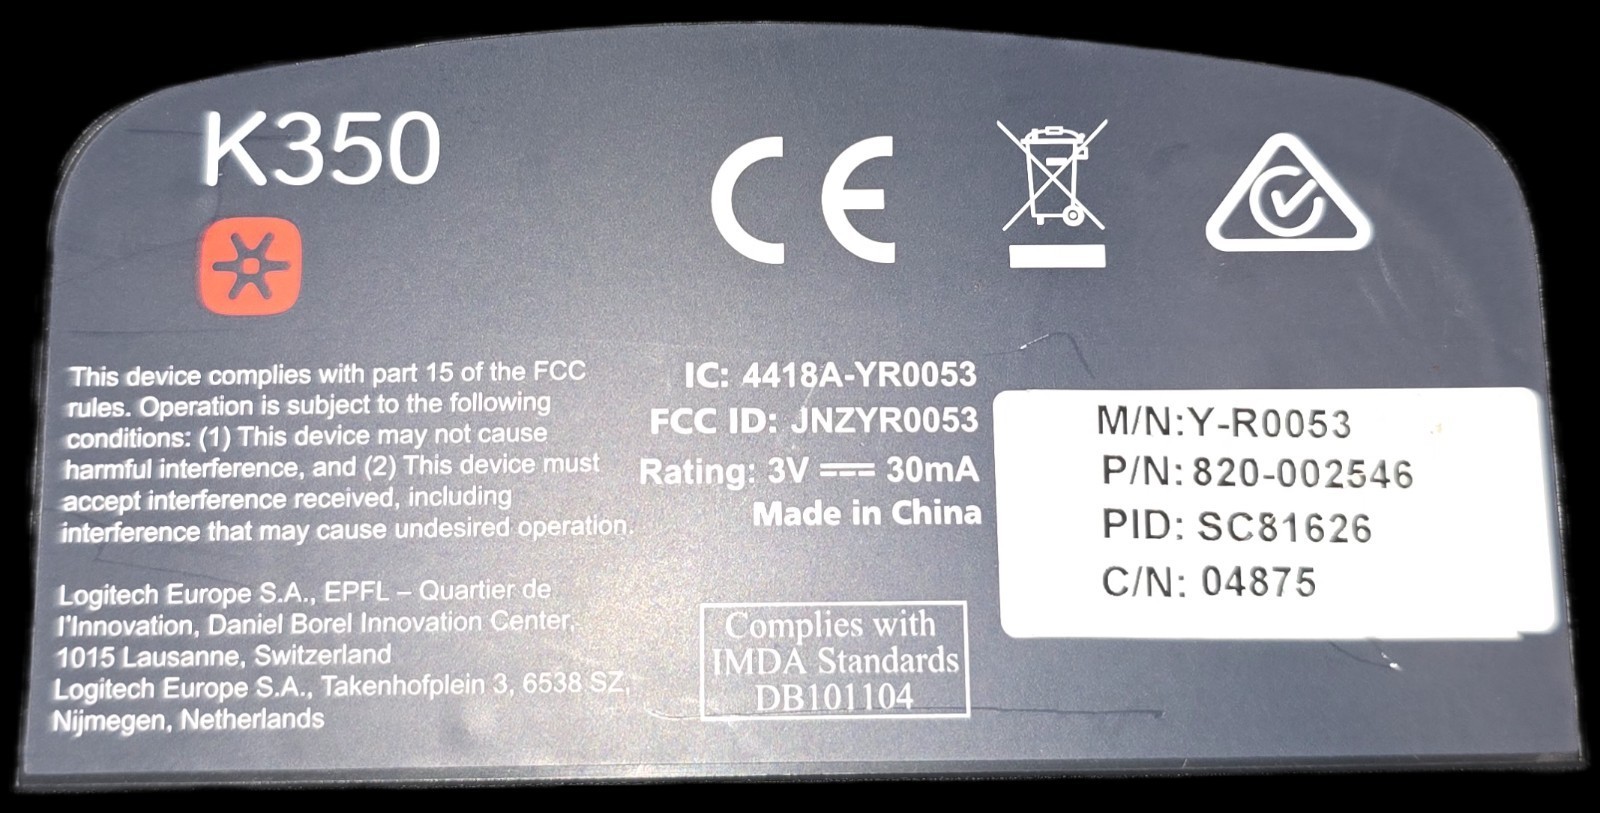 K350
CE
This device complies with part 15 of the FCC
rules. Operation is subject to the following
conditions: (1) This device may not cause
harmful interference, and (2) This device must
accept interference received, including
interference that may cause undesired operation.
Logitech Europe S.A., EPFL – Quartier de
l'Innovation, Daniel Borel Innovation Center,
1015 Lausanne, Switzerland
Logitech Europe S.A., Takenhofplein 3, 6538 SZ,
Nijmegen, Netherlands
IC: 4418A-YR0053
FCC ID: JNZYR0053
Rating: 3V ⎓ 30mA
Made in China
Complies with
IMDA Standards
DB101104
M/N:Y-R0053
P/N: 820-002546
PID: SC81626
C/N: 04875